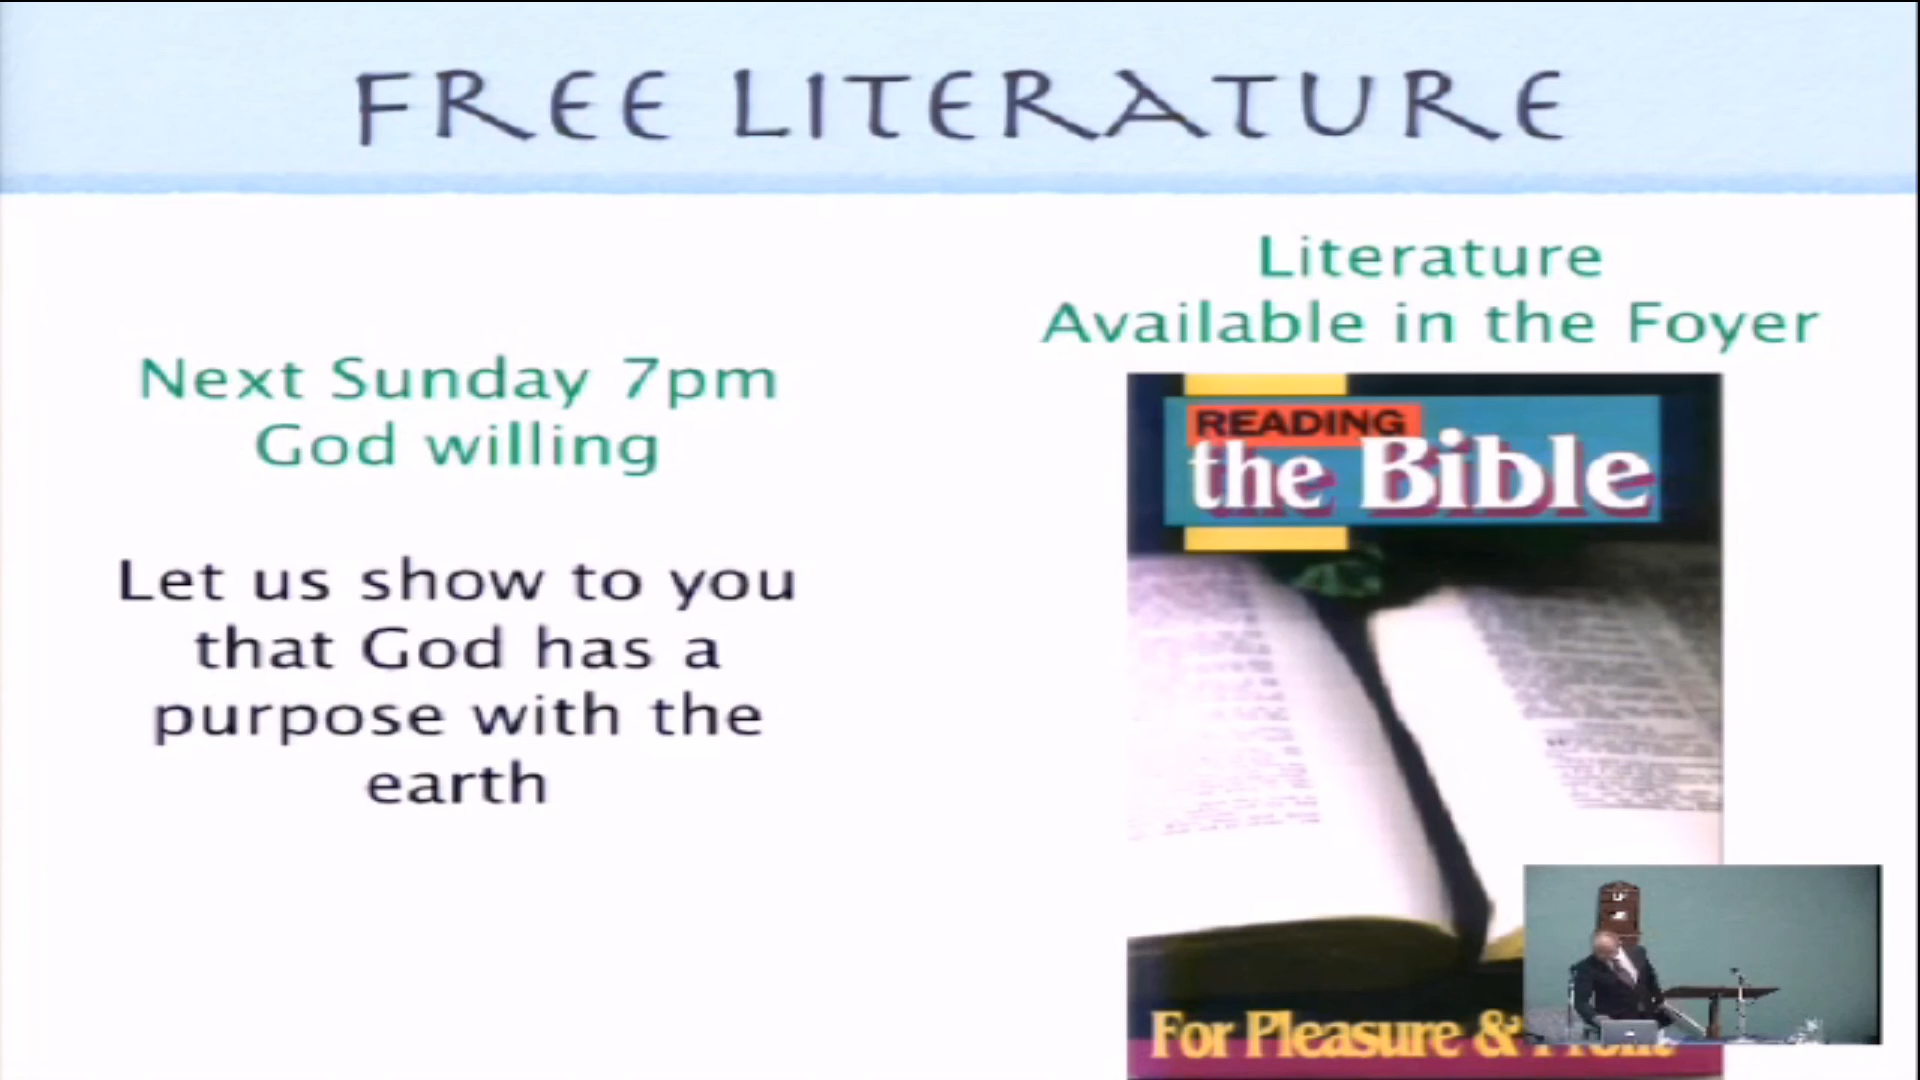 FREE LITERATURE
Next Sunday 7pm
God willing
Let us show to you
that God has a
purpose with the
earth
Literature
Available in the Foyer
READING
the Bible
For Pleasure &